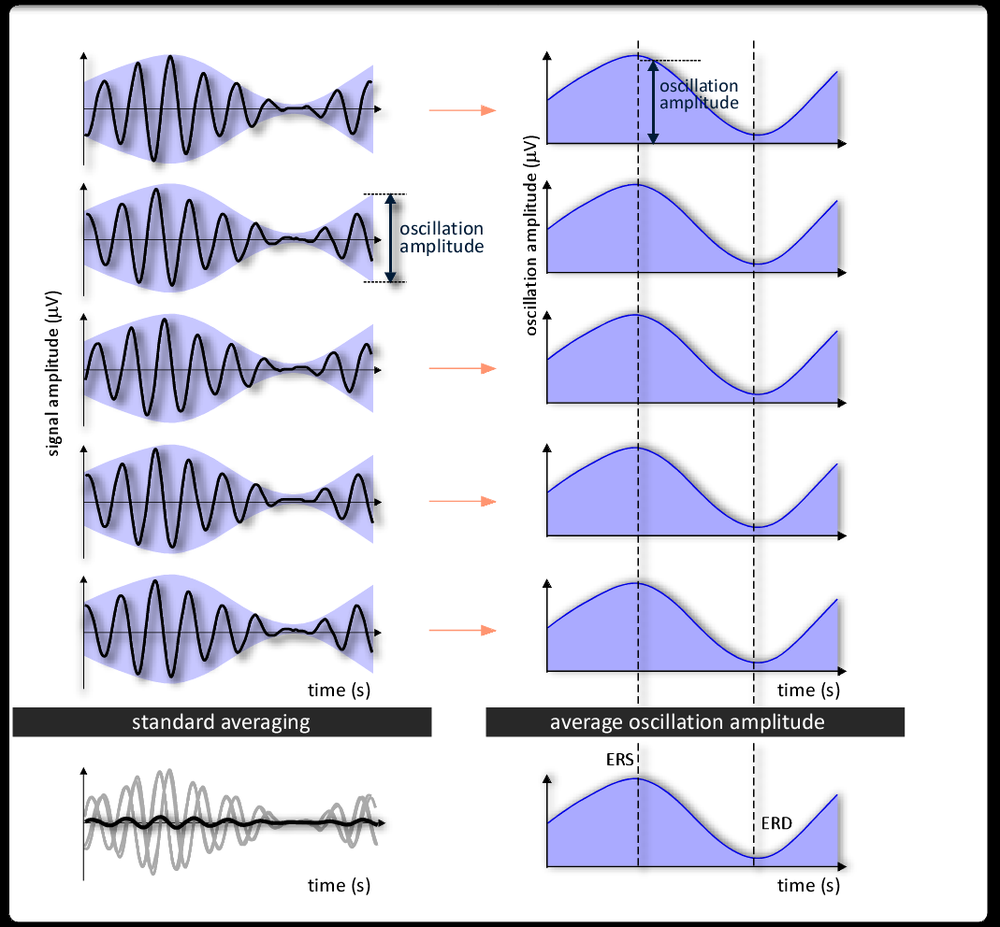 oscillation
amplitude
oscillation
amplitude
signal amplitude (μV)
oscillation amplitude (μV)
time (s)
time (s)
standard averaging
average oscillation amplitude
ERS
ERD
time (s)
time (s)